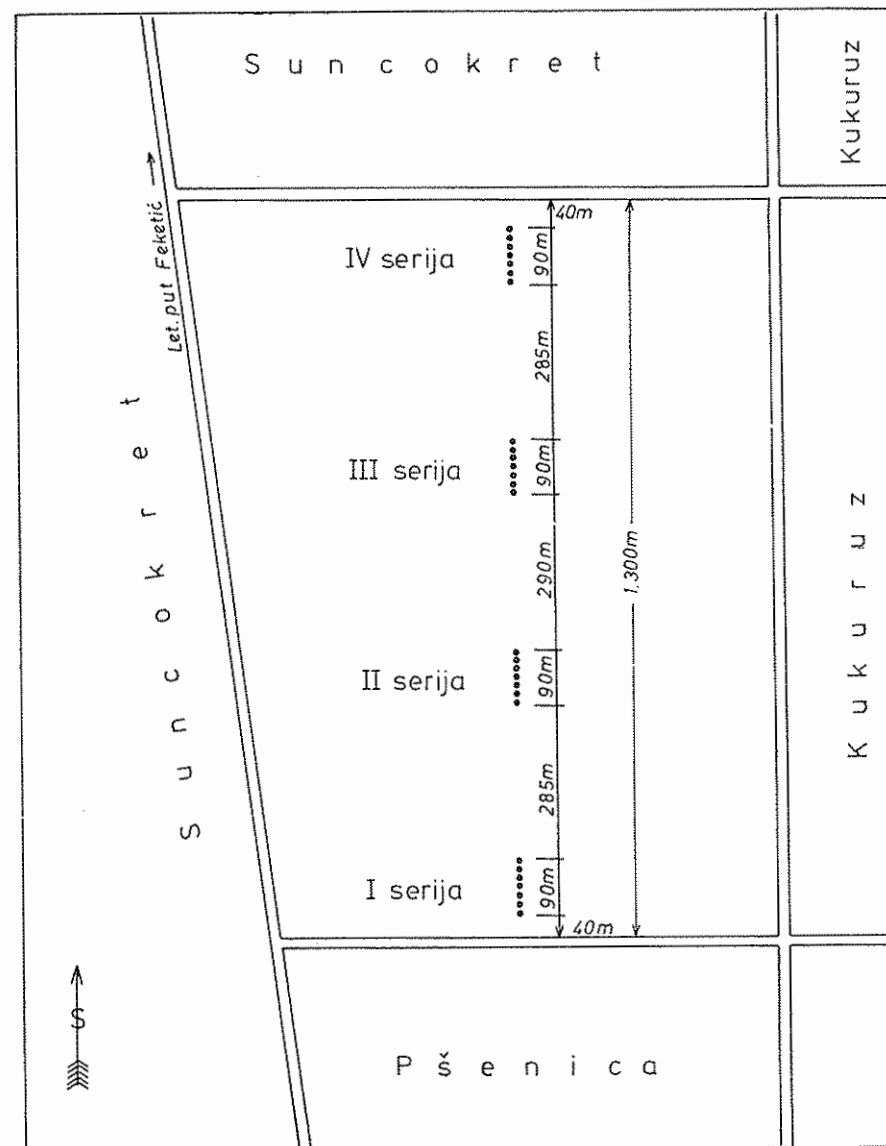 Suncokret
Kukuruz
Let. put Feketić
40m
IV serija
90m
285m
Suncokret
III serija
90m
290m
1.300m
Kukuruz
II serija
90m
285m
I serija
90m
40m
S
Pšenica